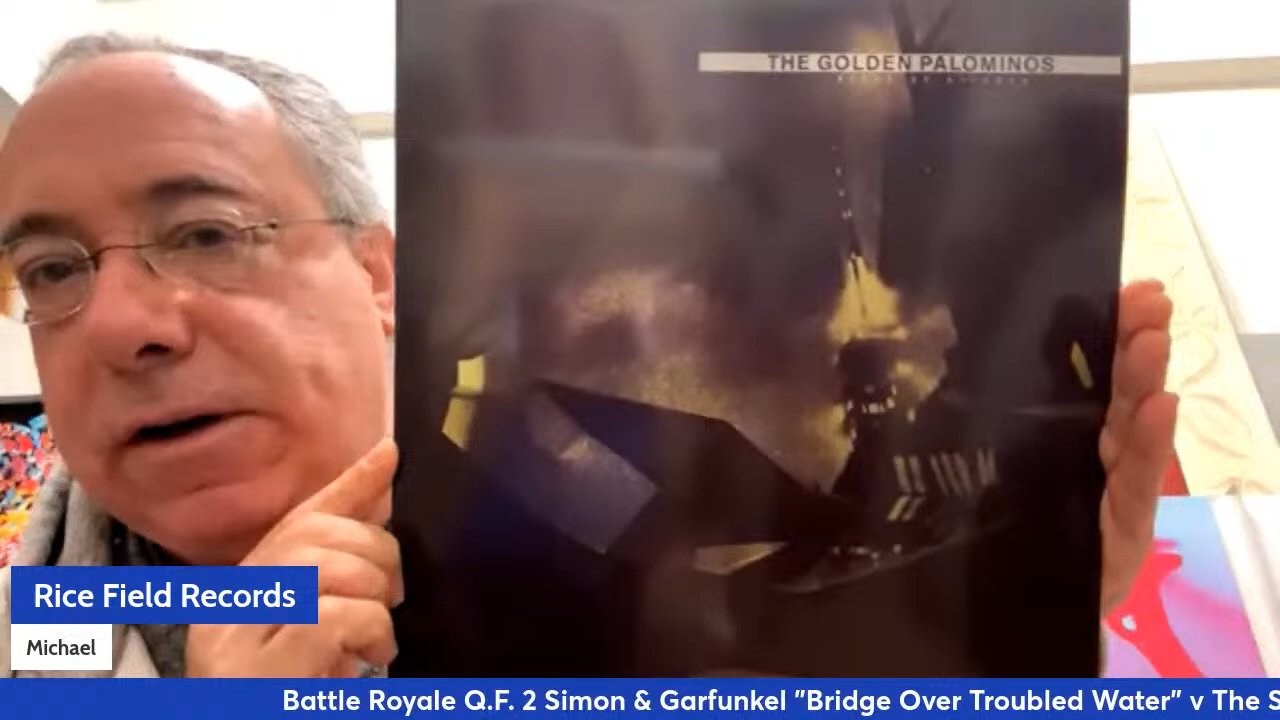 THE GOLDEN PALOMINOS
Rice Field Records
Michael
Battle Royale Q.F. 2 Simon & Garfunkel "Bridge Over Troubled Water" v The S